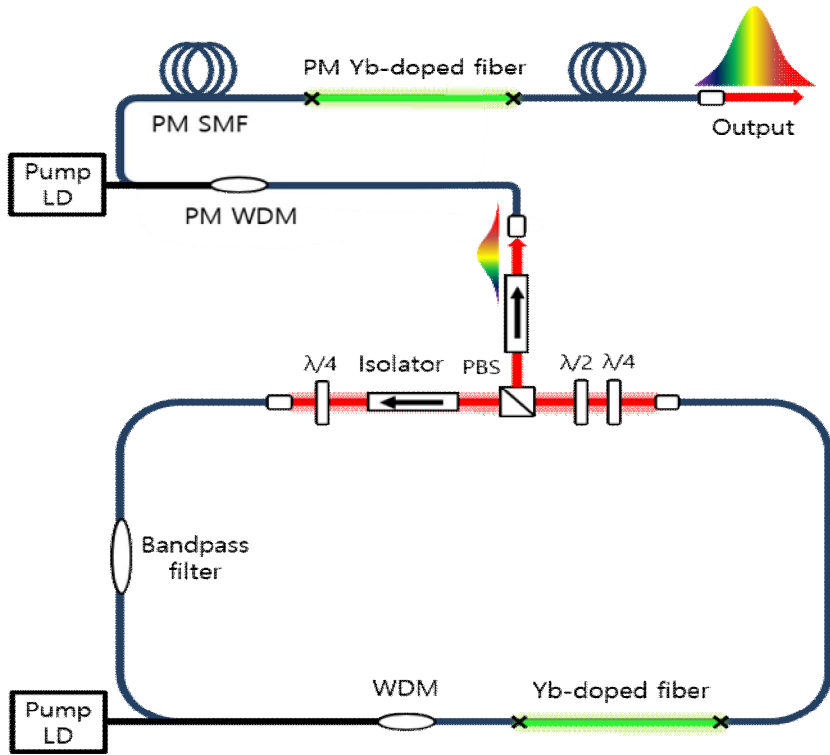 PM Yb-doped fiber
PM SMF
Output
Pump
LD
PM WDM
λ/4
Isolator
PBS
λ/2
λ/4
Bandpass
filter
WDM
Yb-doped fiber
Pump
LD